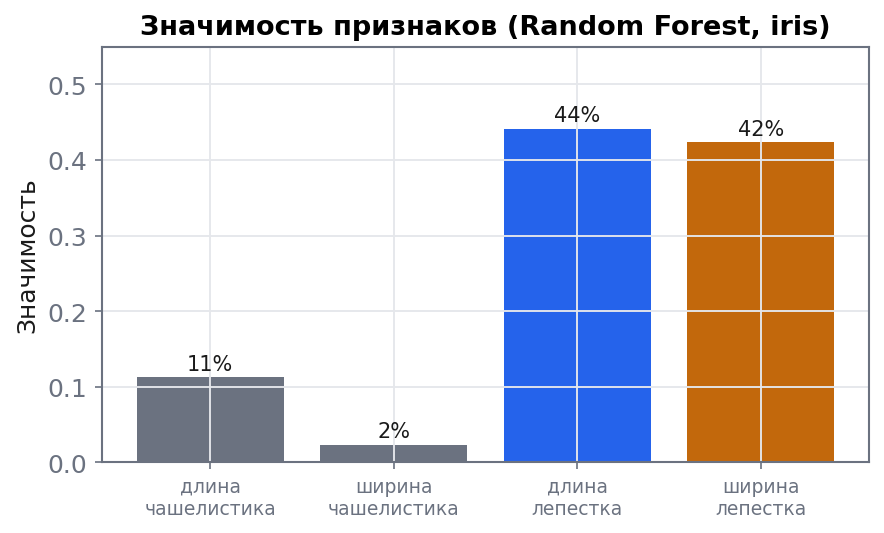 Значимость признаков (Random Forest, iris)
Значимость
0.5
0.4
0.3
0.2
0.1
0.0
11%
2%
44%
42%
длина
чашелистика
ширина
чашелистика
длина
лепестка
ширина
лепестка